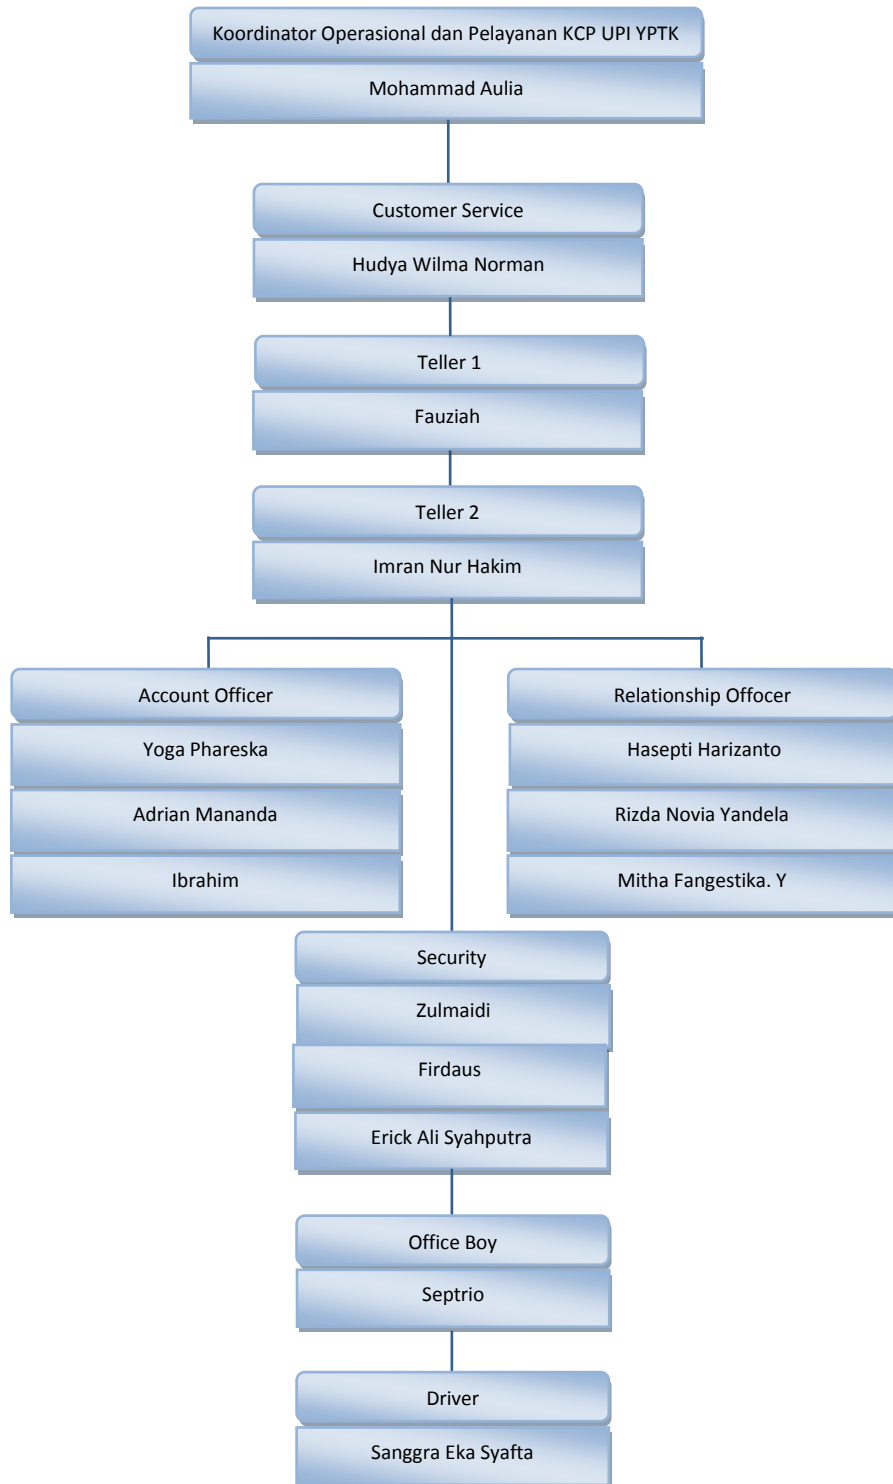 Koordinator Operasional dan Pelayanan KCP UPI YPTK
Mohammad Aulia
Customer Service
Hudya Wilma Norman
Teller 1
Fauziah
Teller 2
Imran Nur Hakim
Account Officer
Yoga Phareska
Adrian Mananda
Ibrahim
Relationship Offocer
Hasepti Harizanto
Rizda Novia Yandela
Mitha Fangestika. Y
Security
Zulmaidi
Firdaus
Erick Ali Syahputra
Office Boy
Septrio
Driver
Sanggra Eka Syafta